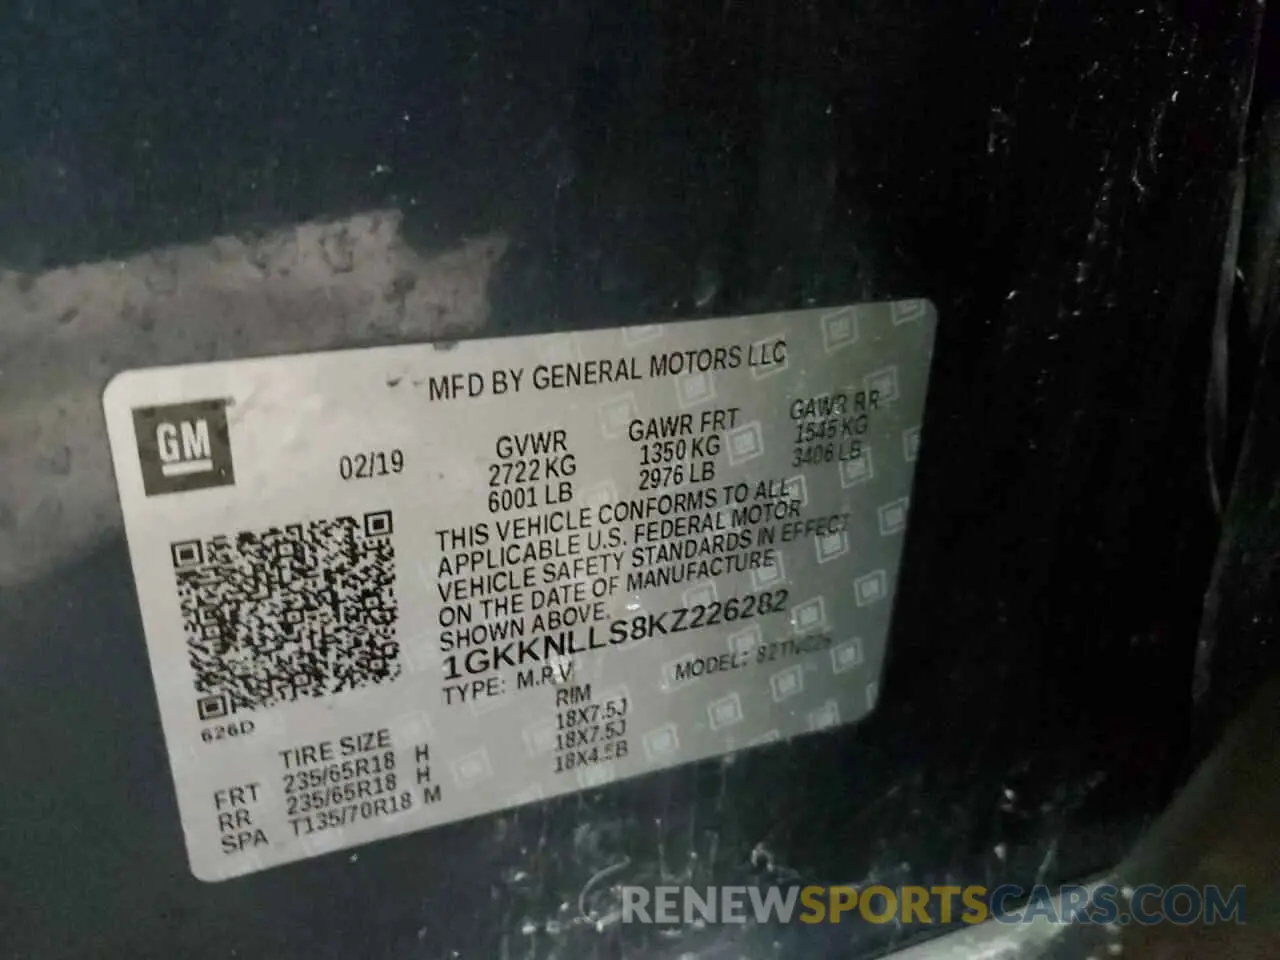 MFD BY GENERAL MOTORS LLC
GM
02/19
GVWR GAWR FRT GAWR RR
2722 KG 1350 KG 1545 KG
6001 LB 2976 LB 3406 LB
THIS VEHICLE CONFORMS TO ALL
APPLICABLE U.S. FEDERAL MOTOR
VEHICLE SAFETY STANDARDS IN EFFECT
ON THE DATE OF MANUFACTURE
SHOWN ABOVE.
1GKKNLLS8KZ226282
TYPE: M.P.V MODEL:
626D
TIRE SIZE RIM
FRT 235/65R18 H 18X7.5J
RR 235/65R18 H 18X7.5J
SPA T135/70R18 M 18X4.5B
RENEWSPORTSCARS.COM